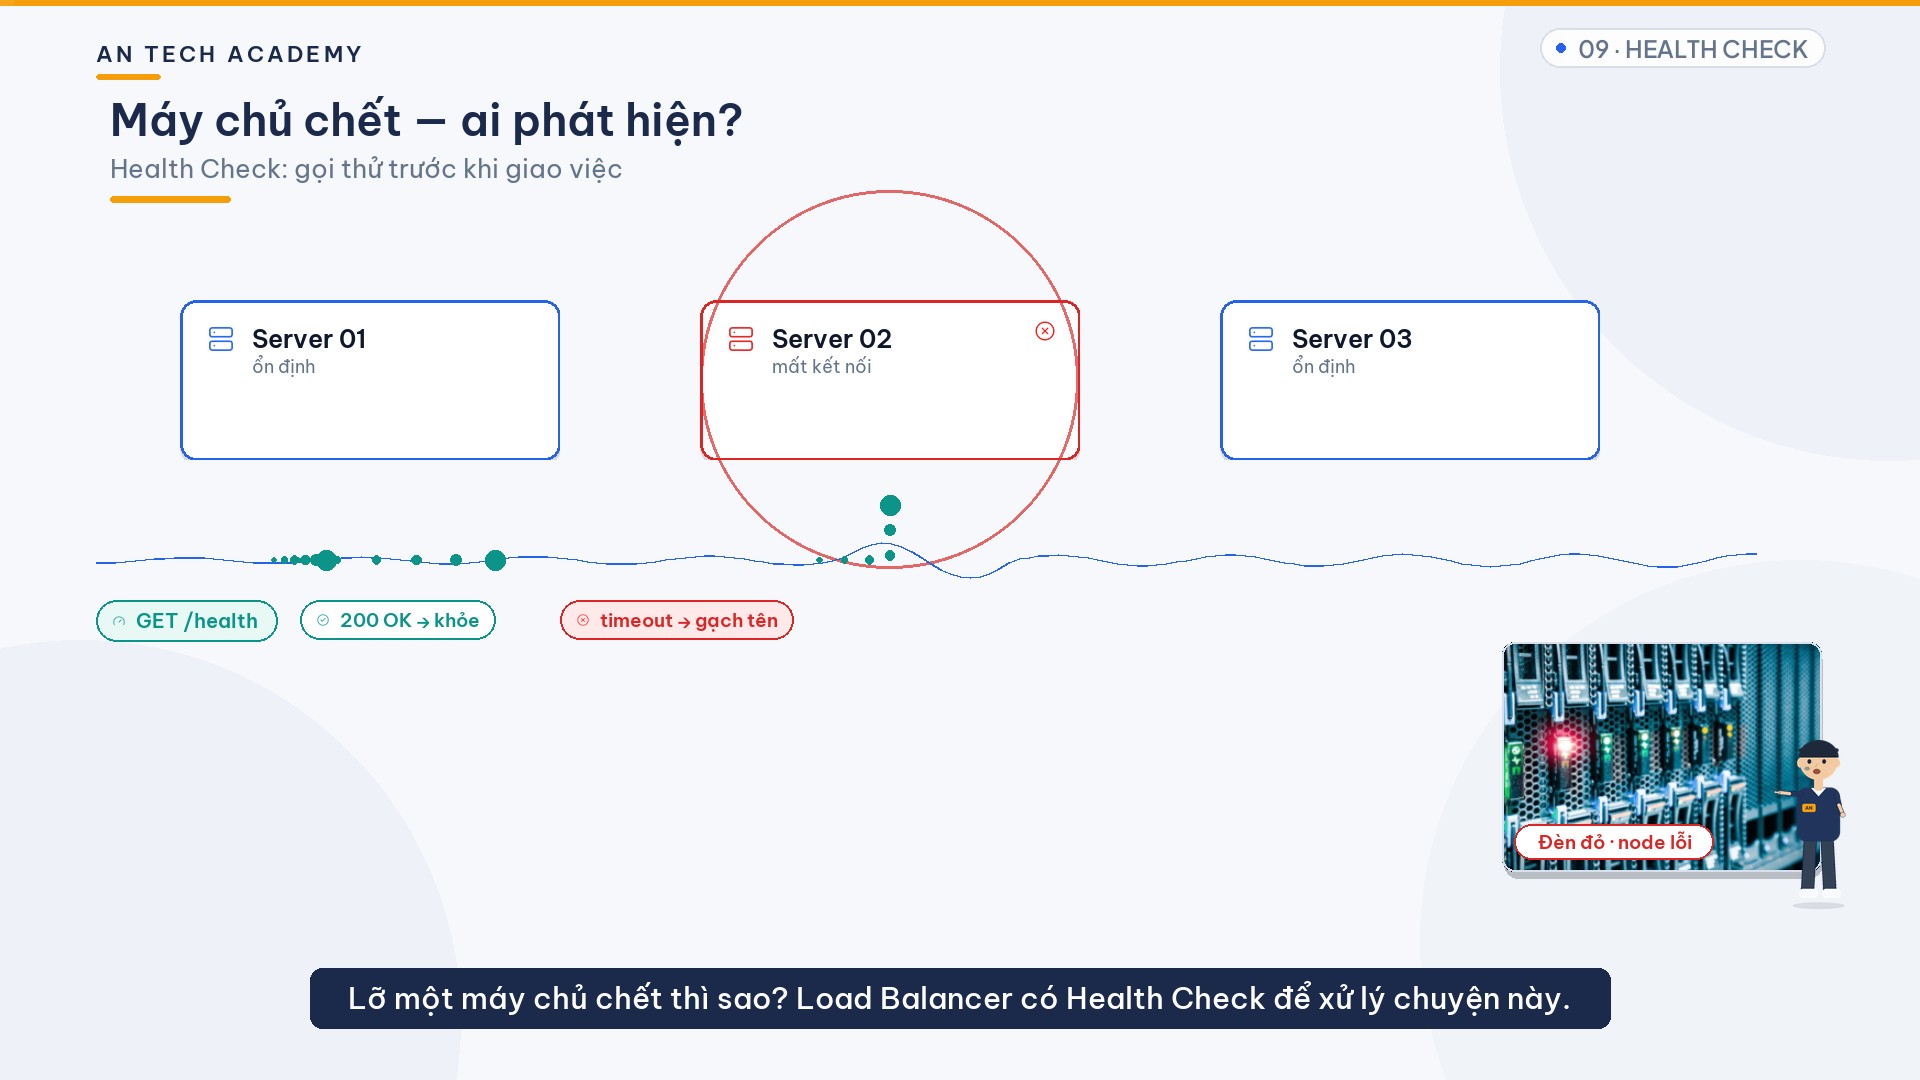 AN TECH ACADEMY
09 · HEALTH CHECK
Máy chủ chết — ai phát hiện?
Health Check: gọi thử trước khi giao việc
Server 01
ổn định
Server 02
mất kết nối
Server 03
ổn định
GET /health
200 OK → khỏe
timeout → gạch tên
AN
Đèn đỏ · node lỗi
Lỡ một máy chủ chết thì sao? Load Balancer có Health Check để xử lý chuyện này.